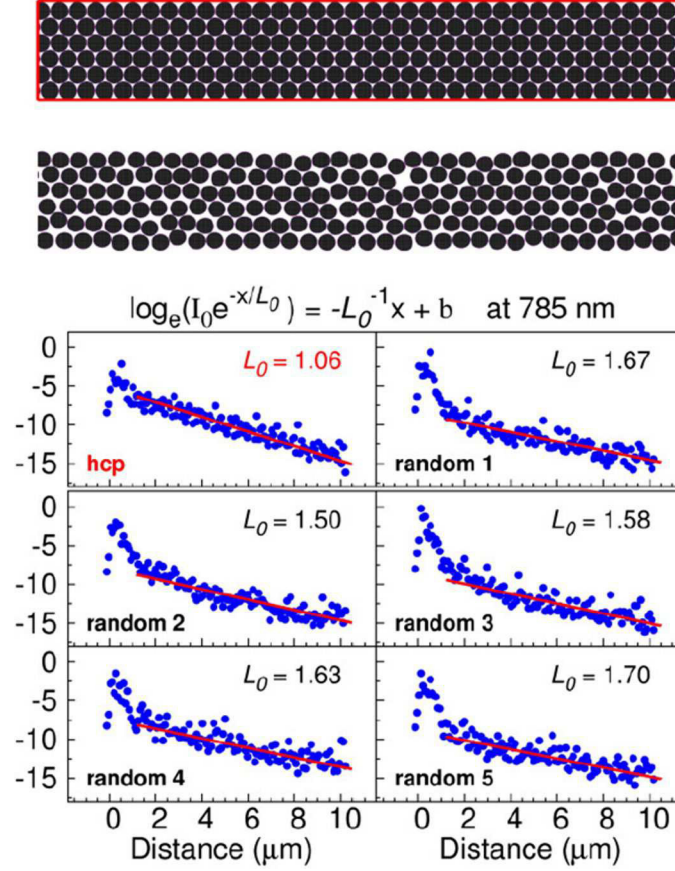 logₑ(I₀e^-x/L₀) = -L₀⁻¹x + b at 785 nm
0
-5
-10
-15
L₀ = 1.06
hcp
L₀ = 1.67
random 1
0
-5
-10
-15
L₀ = 1.50
random 2
L₀ = 1.58
random 3
0
-5
-10
-15
L₀ = 1.63
random 4
L₀ = 1.70
random 5
0 2 4 6 8 10 0 2 4 6 8 10
Distance (μm) Distance (μm)